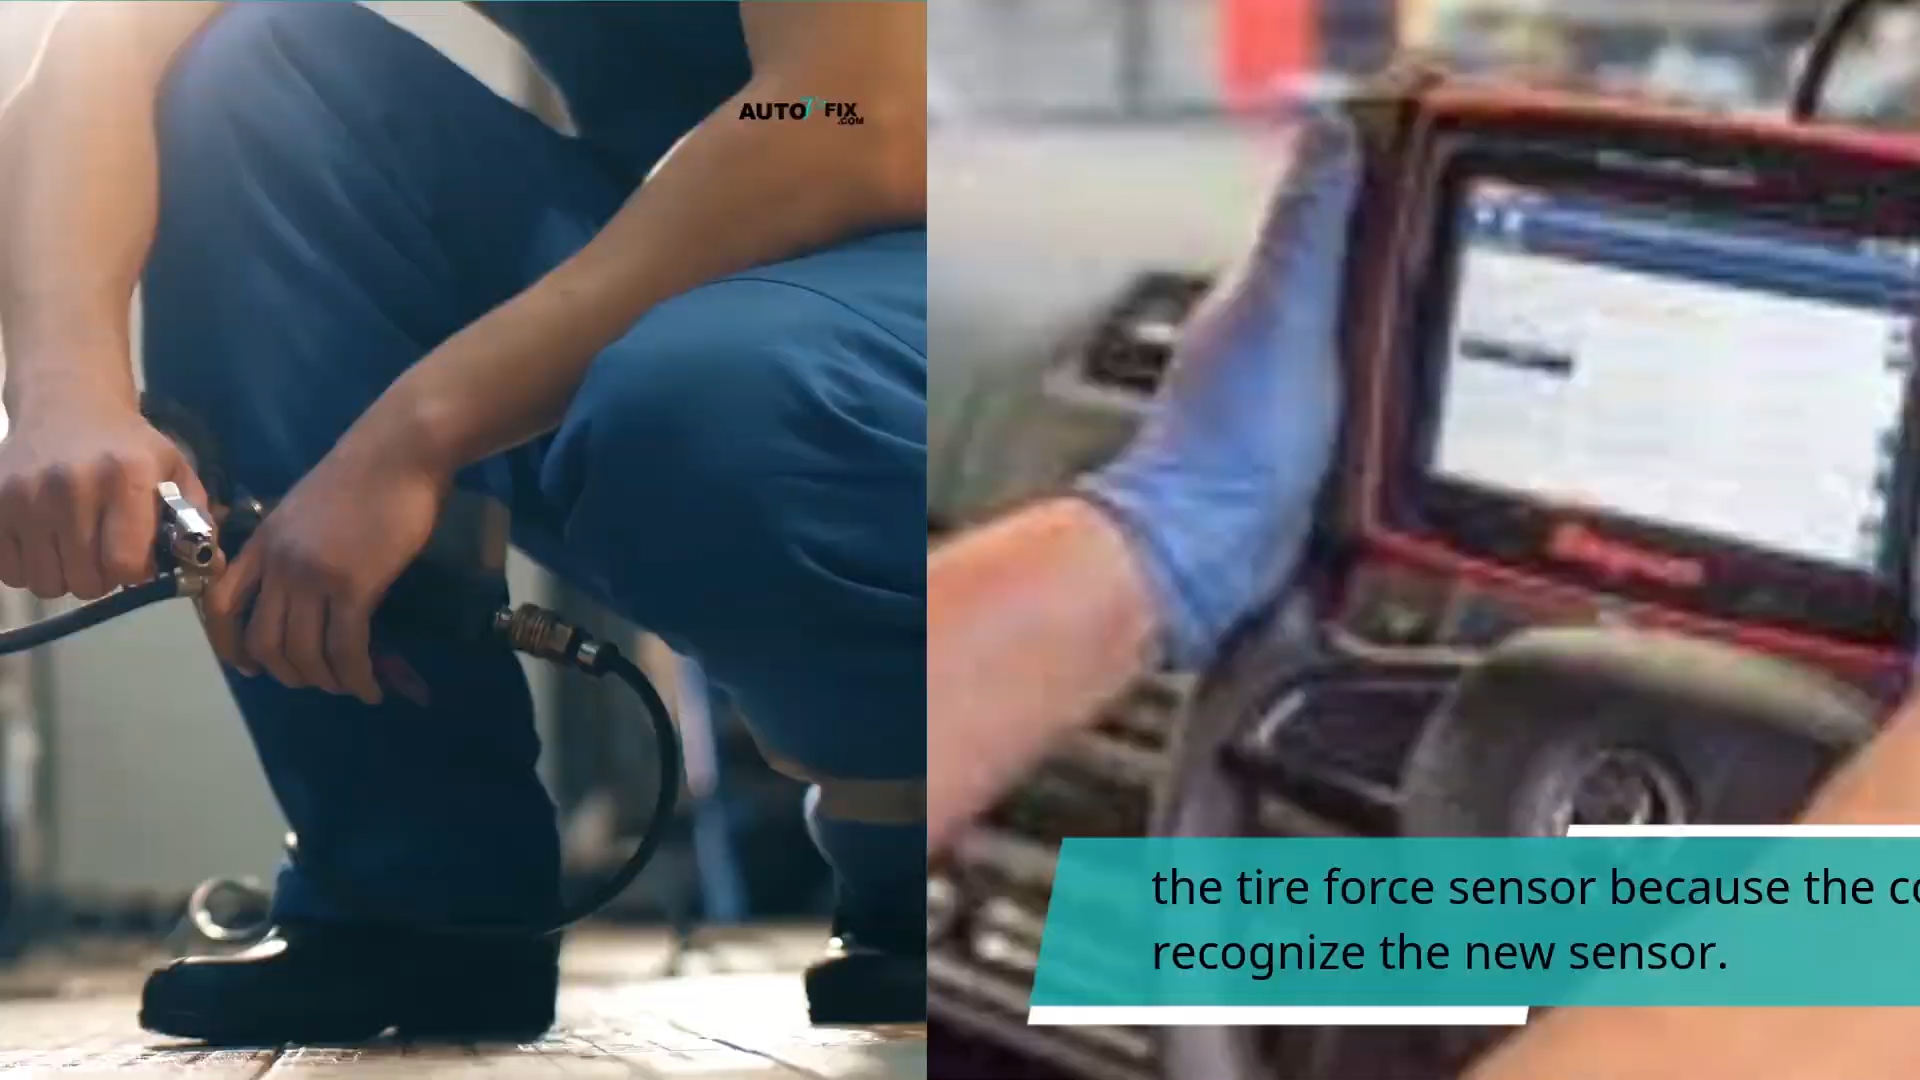 AUTO FIX
.COM
the tire force sensor because the co
recognize the new sensor.